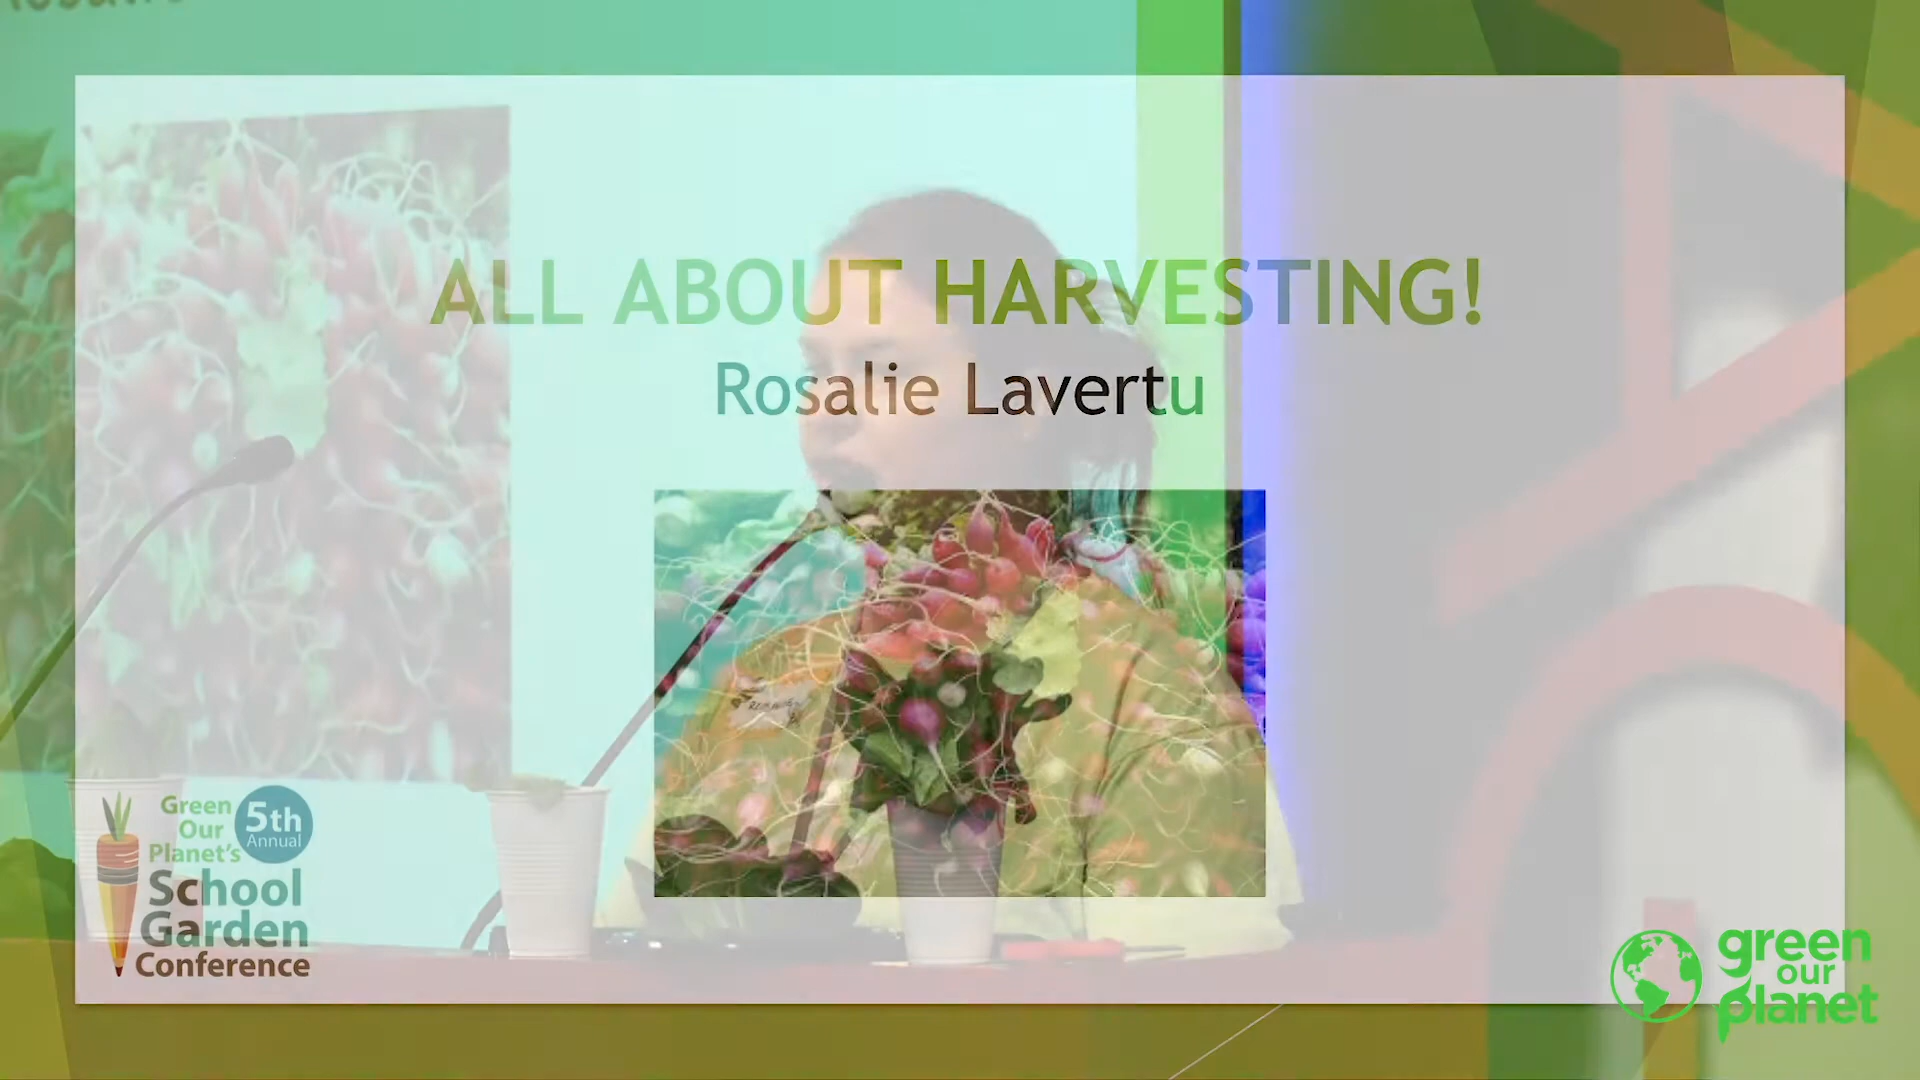 ALL ABOUT HARVESTING!
Rosalie Lavertu
Green
Our
Planet's
5th
Annual
School
Garden
Conference
green
our
planet